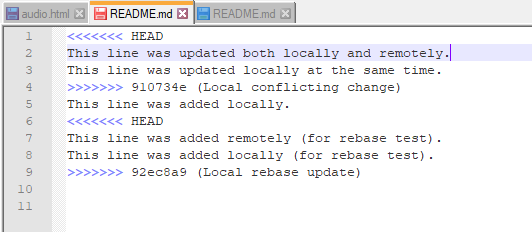 audio.html README.md README.md
1 <<<<<<< HEAD
2 This line was updated both locally and remotely.
3 This line was updated locally at the same time.
4 >>>>>>> 910734e (Local conflicting change)
5 This line was added locally.
6 <<<<<<< HEAD
7 This line was added remotely (for rebase test).
8 This line was added locally (for rebase test).
9 >>>>>>> 92ec8a9 (Local rebase update)
10
11